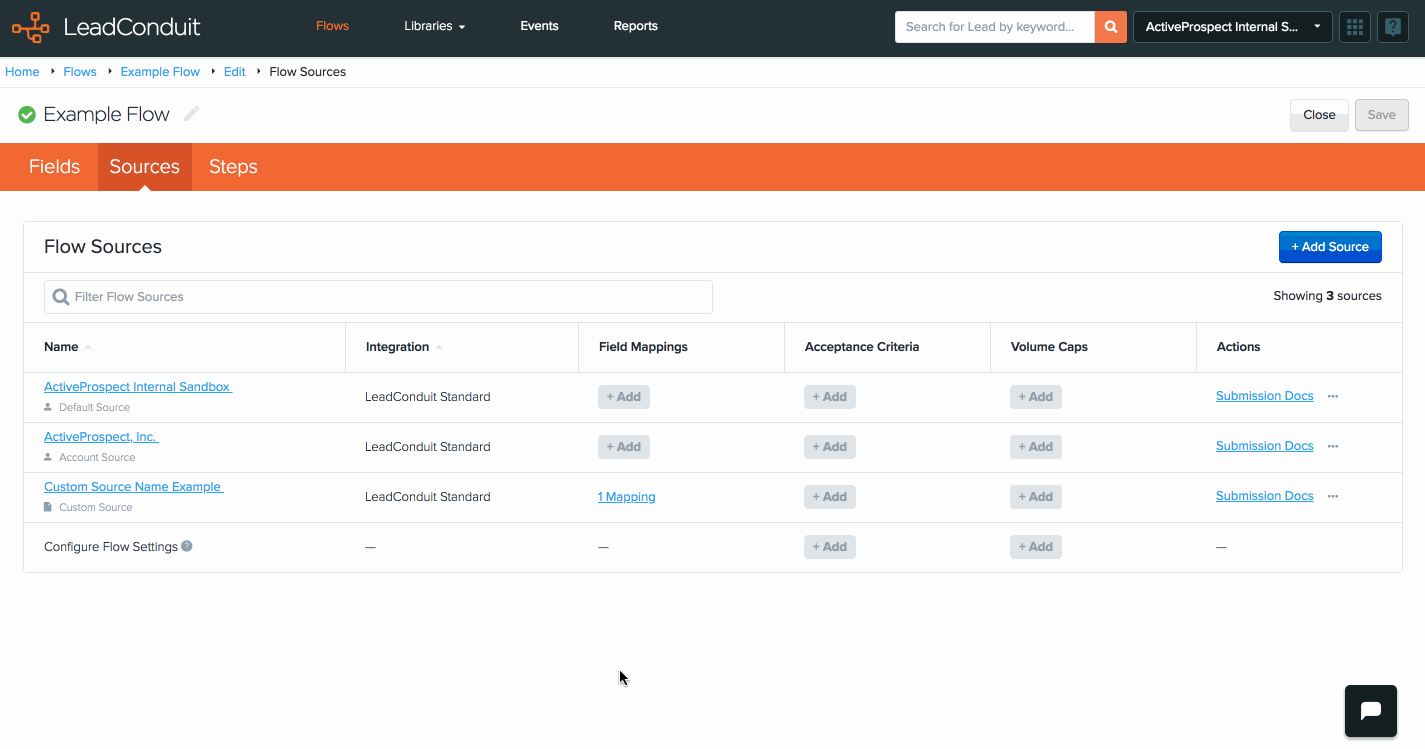 LeadConduit Flows Libraries Events Reports Search for Lead by keyword... ActiveProspect Internal S...
Home Flows Example Flow Edit Flow Sources
Example Flow Close Save
Fields Sources Steps
Flow Sources + Add Source
Filter Flow Sources Showing 3 sources
Name Integration Field Mappings Acceptance Criteria Volume Caps Actions
ActiveProspect Internal Sandbox LeadConduit Standard + Add + Add + Add Submission Docs •••
Default Source
ActiveProspect, Inc. LeadConduit Standard + Add + Add + Add Submission Docs •••
Account Source
Custom Source Name Example LeadConduit Standard 1 Mapping + Add + Add Submission Docs •••
Custom Source
Configure Flow Settings ? — — + Add + Add —